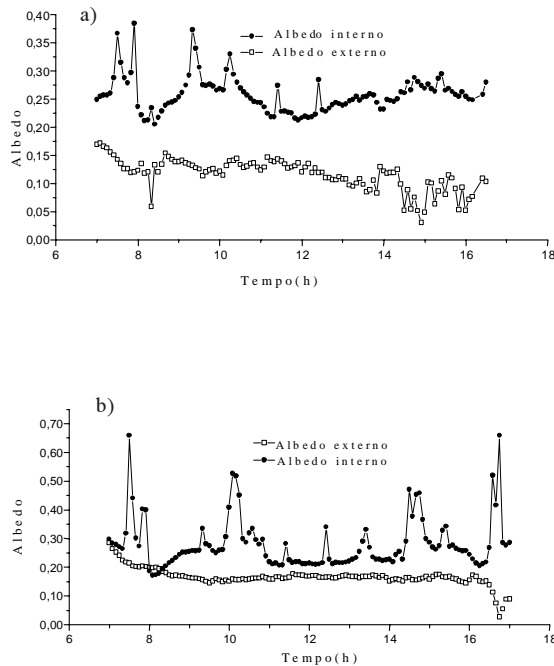 a)
Albedo interno
Albedo externo
0,40
0,35
0,30
0,25
0,20
0,15
0,10
0,05
0,00
Albedo
6 8 10 12 14 16 18
Tempo(h)
b)
Albedo externo
Albedo interno
0,80
0,70
0,60
0,50
0,40
0,30
0,20
0,10
0,00
Albedo
6 8 10 12 14 16 18
Tempo(h)